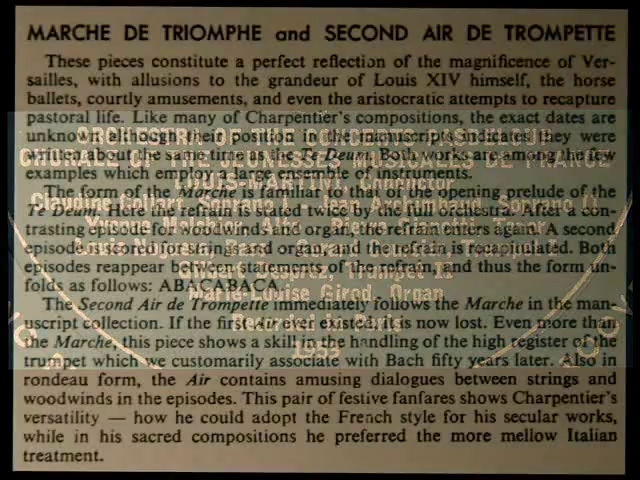 MARCHE DE TRIOMPHE and SECOND AIR DE TROMPETTE
These pieces constitute a perfect reflection of the magnificence of Ver-
sailles, with allusions to the grandeur of Louis XIV himself, the horse
ballets, courtly amusements, and even the aristocratic attempts to recapture
pastoral life. Like many of Charpentier's compositions, the exact dates are
unknown although their position in the manuscripts indicates they were
written about the same time as the Te Deum. Both works are among the few
examples which employ a large ensemble of instruments.
The form of the Marche is familiar to that of the opening prelude of the
Te Deum. Here the refrain is stated twice by the full orchestra. After a con-
trasting episode for woodwinds and organ, the refrain enters again. A second
episode is scored for strings and organ, and the refrain is recapitulated. Both
episodes reappear between statements of the refrain, and thus the form un-
folds as follows: ABACABACA.
The Second Air de Trompette immediately follows the Marche in the man-
uscript collection. If the first Air ever existed, it is now lost. Even more than
the Marche, this piece shows a skill in the handling of the high register of the
trumpet which we customarily associate with Bach fifty years later. Also in
rondeau form, the Air contains amusing dialogues between strings and
woodwinds in the episodes. This pair of festive fanfares shows Charpentier's
versatility — how he could adopt the French style for his secular works,
while in his sacred compositions he preferred the more mellow Italian
treatment.
Marie-Louise Girod, Organ
Recorded in Paris
1953